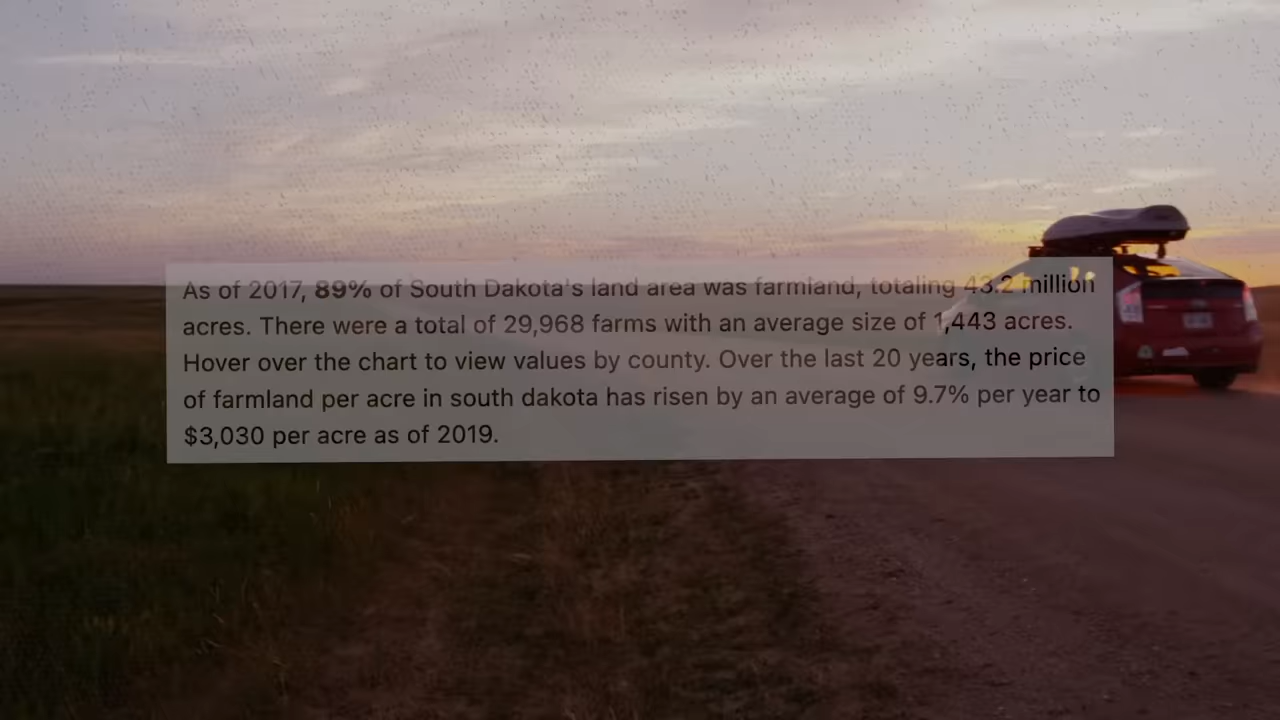 As of 2017, 89% of South Dakota's land area was farmland, totaling 43.2 million
acres. There were a total of 29,968 farms with an average size of 1,443 acres.
Hover over the chart to view values by county. Over the last 20 years, the price
of farmland per acre in south dakota has risen by an average of 9.7% per year to
$3,030 per acre as of 2019.